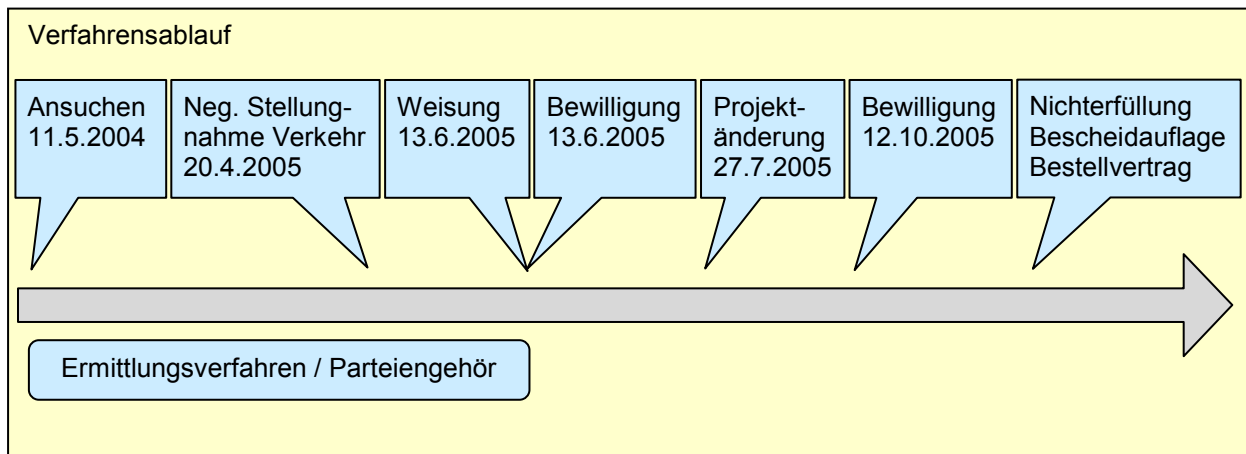 Verfahrensablauf
Ansuchen
11.5.2004
Neg. Stellung-
nahme Verkehr
20.4.2005
Weisung
13.6.2005
Bewilligung
13.6.2005
Projekt-
änderung
27.7.2005
Bewilligung
12.10.2005
Nichterfüllung
Bescheidauflage
Bestellvertrag
Ermittlungsverfahren / Parteiengehör